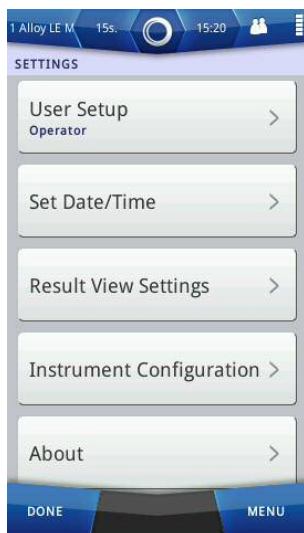 1 Alloy LE M 15s. 15:20
SETTINGS
User Setup
Operator
Set Date/Time
Result View Settings
Instrument Configuration
About
DONE MENU